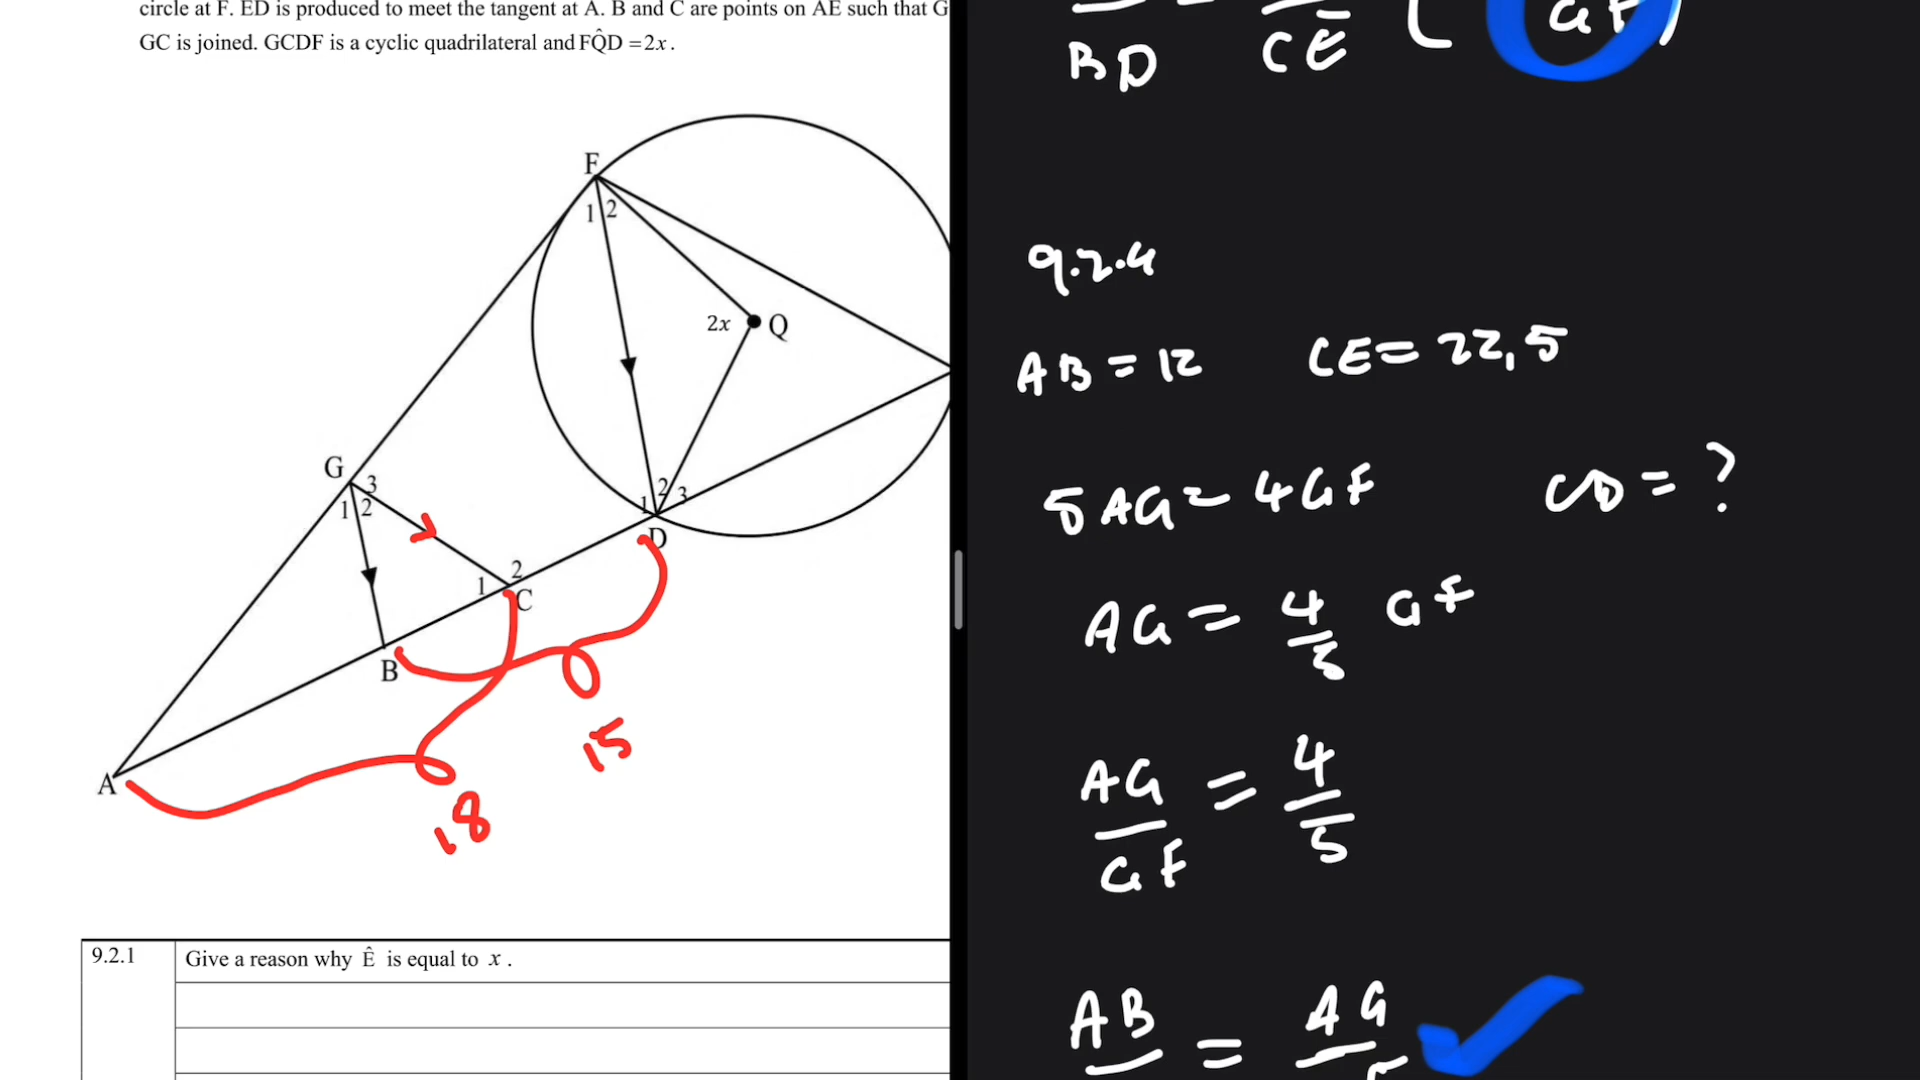 circle at F. ED is produced to meet the tangent at A. B and C are points on AE such that G
GC is joined. GCDF is a cyclic quadrilateral and FQ̂D =2x.
F
1 2
2x Q
G
3
1 2
2
1 3
D
2
1
C
B
A
15
18
9.2.1 Give a reason why Ê is equal to x .
BD CE ( GF )
9.2.4
AB = 12 CE = 22,5
5AG = 4GF CD = ?
AG = 4/5 GF
AG/GF = 4/5
AB = AG